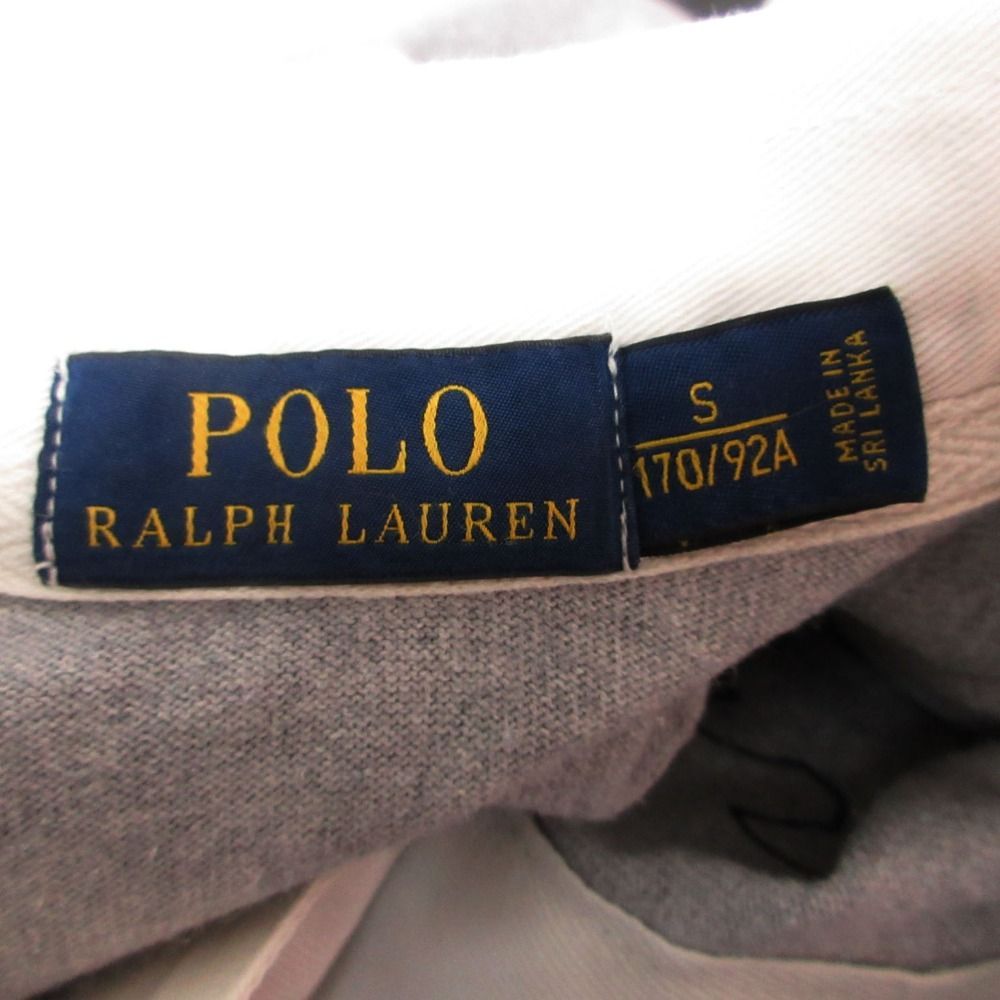 POLO
RALPH LAUREN
S
170/92A
MADE IN
SRI LANKA